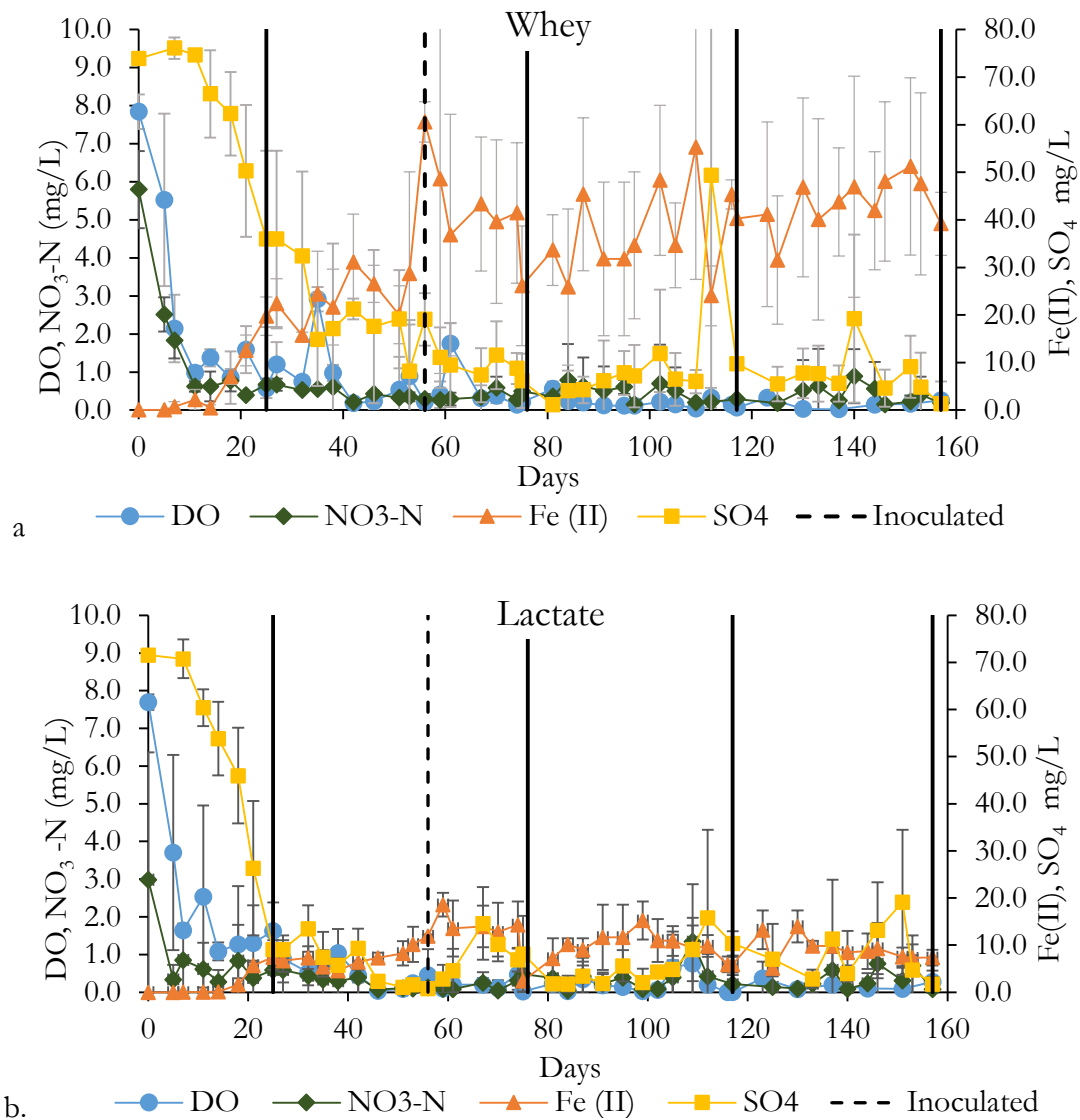 Whey
10.0
9.0
8.0
7.0
6.0
5.0
4.0
3.0
2.0
1.0
0.0
DO, NO3-N (mg/L)
80.0
70.0
60.0
50.0
40.0
30.0
20.0
10.0
0.0
Fe(II), SO4 mg/L
0 20 40 60 80 100 120 140 160
Days
a
DO NO3-N Fe (II) SO4 Inoculated
Lactate
10.0
9.0
8.0
7.0
6.0
5.0
4.0
3.0
2.0
1.0
0.0
DO, NO3 -N (mg/L)
80.0
70.0
60.0
50.0
40.0
30.0
20.0
10.0
0.0
Fe(II), SO4 mg/L
0 20 40 60 80 100 120 140 160
Days
b.
DO NO3-N Fe (II) SO4 Inoculated